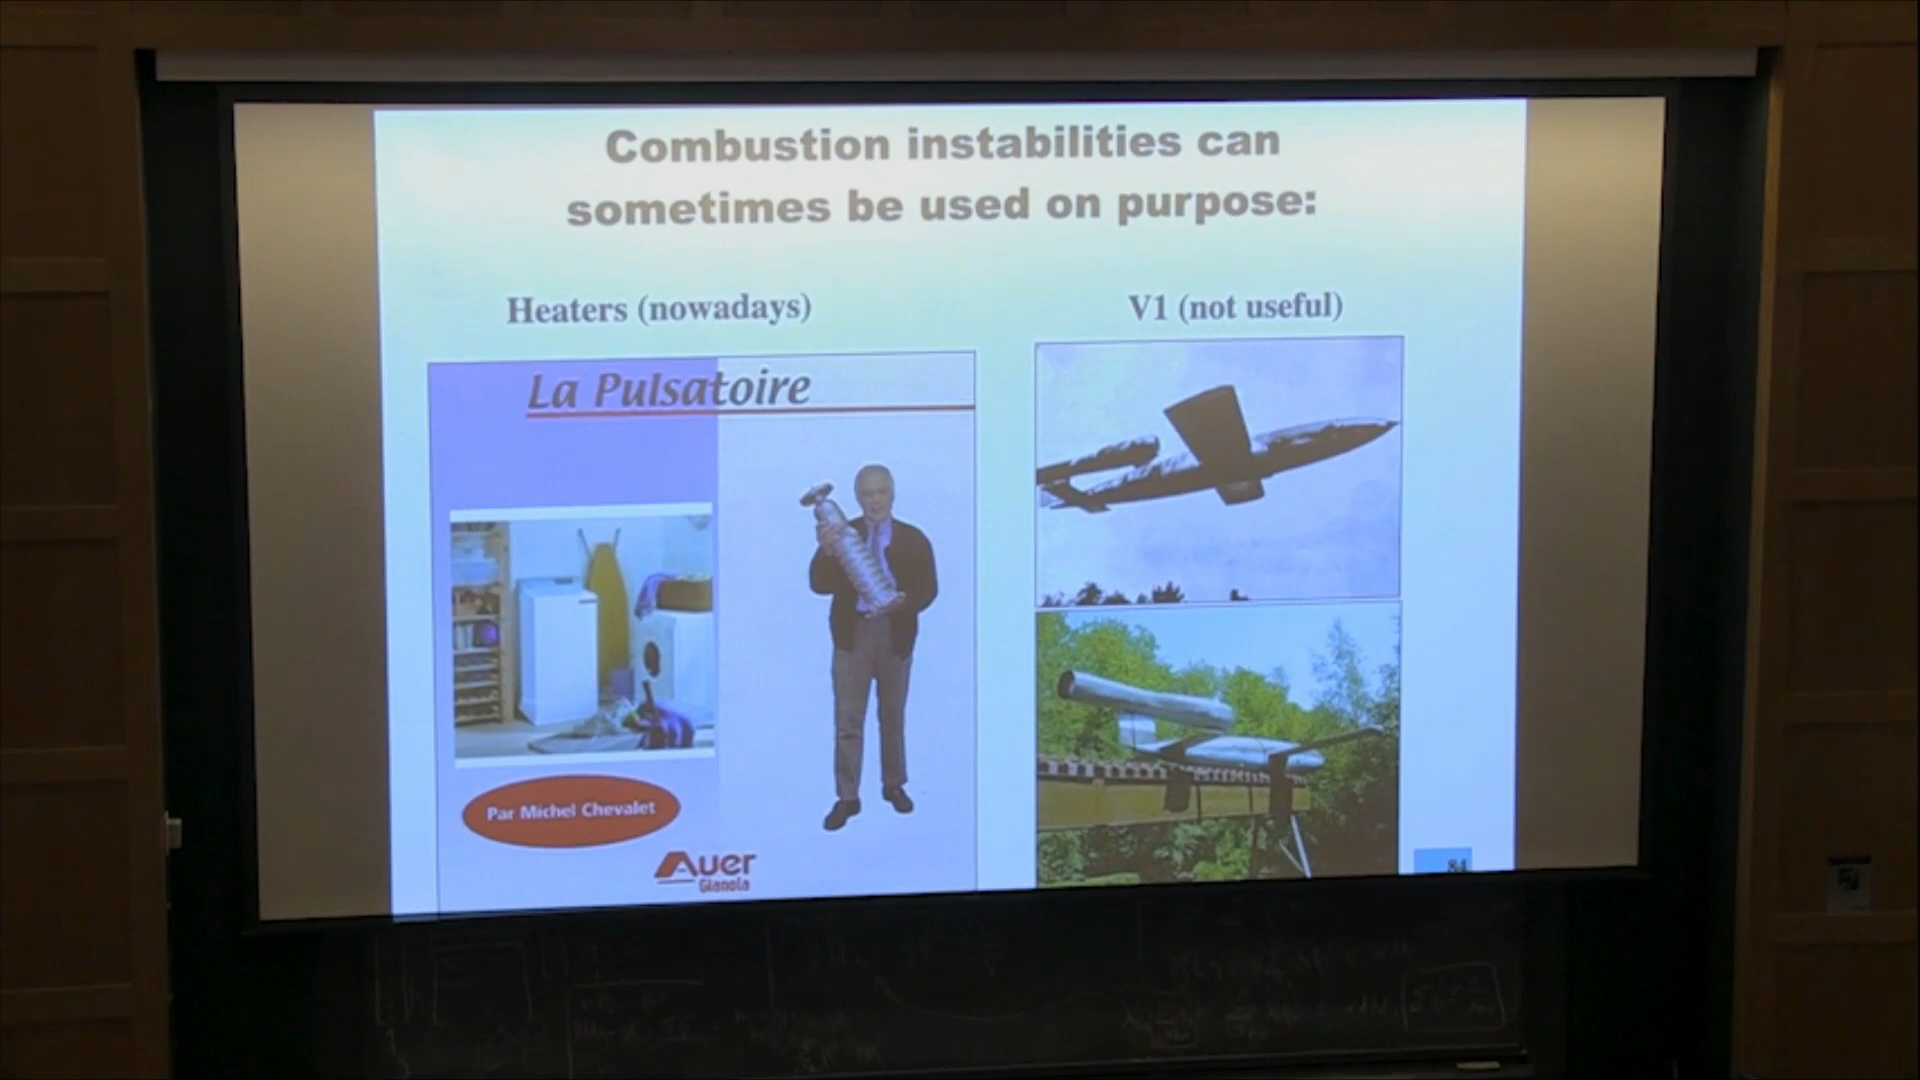 Combustion instabilities can
sometimes be used on purpose:
Heaters (nowadays)
V1 (not useful)
La Pulsatoire
Par Michel Chevalet
Auer
Gianola
84